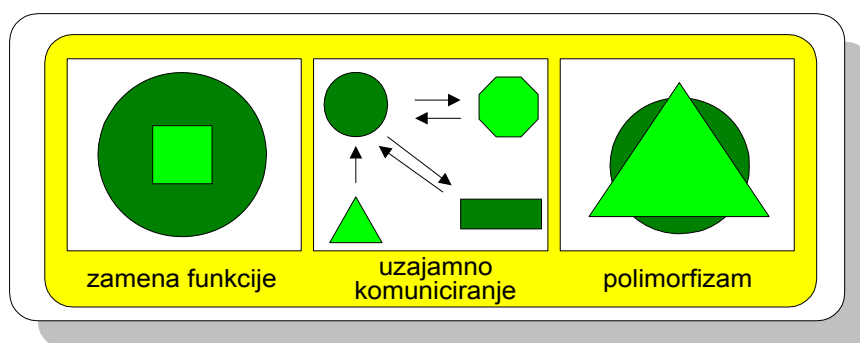 zamena funkcije
uzajamno
komuniciranje
polimorfizam